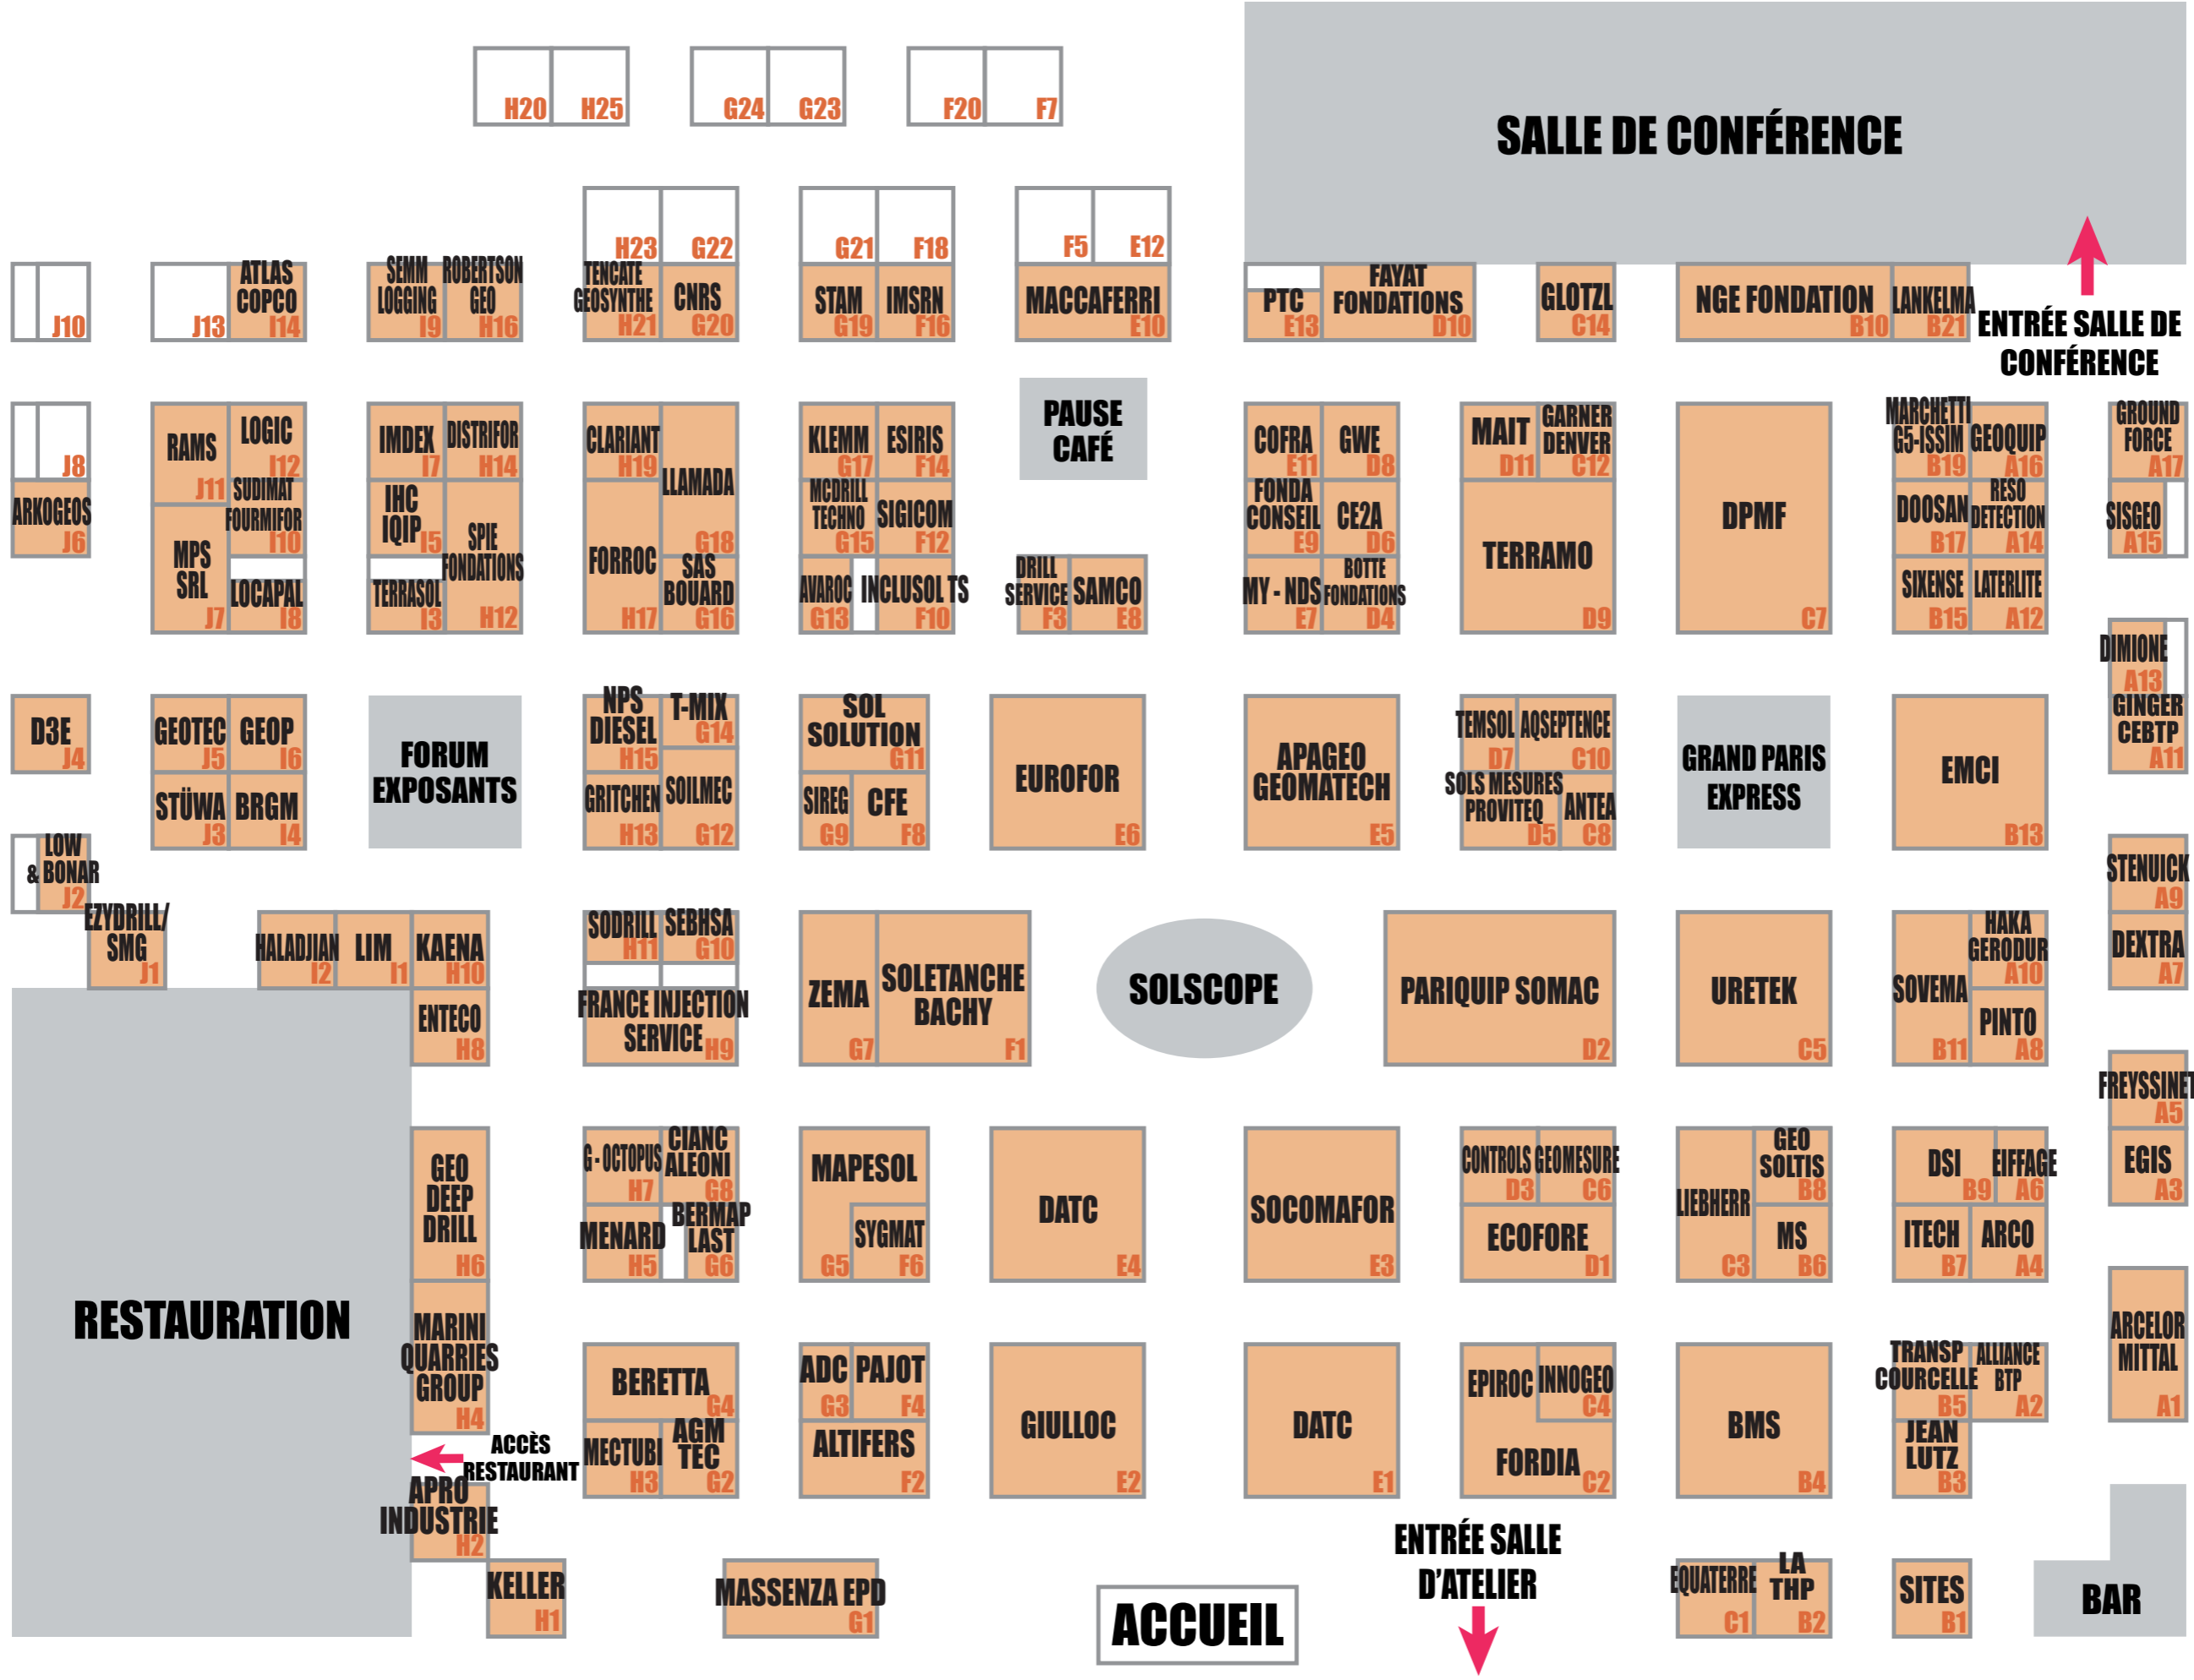 H20
H25
G24
G23
F20
F7
SALLE DE CONFÉRENCE
H23
G22
G21
F18
F5
E12
J10
J13
ATLAS
COPCO
I14
SEMM
LOGGING
I9
ROBERTSON
GEO
H16
TENCATE
GEOSYNTHE
H21
CNRS
G20
STAM
G19
IMSRN
F16
MACCAFERRI
E10
PTC
E13
FAYAT
FONDATIONS
D10
GLOTZL
C14
NGE FONDATION
B10
LANKELMA
B21
ENTRÉE SALLE DE
CONFÉRENCE
J8
ARKOGEOS
J6
RAMS
J11
LOGIC
I12
SUDIMAT
FOURMIFOR
I10
MPS
SRL
J7
LOCAPAL
I8
IMDEX
I7
DISTRIFOR
H14
IHC
IQIP
I5
SPIE
FONDATIONS
H12
TERRASOL
I3
CLARIANT
H19
LLAMADA
G18
FORROC
H17
SAS
BOUARD
G16
KLEMM
G17
ESIRIS
F14
MCDRILL
TECHNO
G15
SIGICOM
F12
AVAROC
G13
INCLUSOL TS
F10
PAUSE
CAFÉ
DRILL
SERVICE
F3
SAMCO
E8
COFRA
E11
GWE
D8
FONDA
CONSEIL
E9
CE2A
D6
MY - NDS
E7
BOTTE
FONDATIONS
D4
MAIT
D11
GARNER
DENVER
C12
TERRAMO
D9
DPMF
C7
MARCHETTI
G5-ISSIM
B19
GEOQUIP
A16
DOOSAN
B17
RESO
DETECTION
A14
SIXENSE
B15
LATERLITE
A12
GROUND
FORCE
A17
SISGEO
A15
DIMIONE
A13
GINGER
CEBTP
A11
D3E
J4
GEOTEC
J5
GEOP
I6
STÜWA
J3
BRGM
I4
FORUM
EXPOSANTS
NPS
DIESEL
H15
T-MIX
G14
GRITCHEN
H13
SOILMEC
G12
SOL
SOLUTION
G11
SIREG
G9
CFE
F8
EUROFOR
E6
APAGEO
GEOMATECH
E5
TEMSOL
D7
AQSEPTENCE
C10
SOLS MESURES
PROVITEQ
D5
ANTEA
C8
GRAND PARIS
EXPRESS
EMCI
B13
STENUICK
A9
DEXTRA
A7
LOW
& BONAR
J2
EZYDRILL/
SMG
J1
HALADJIAN
I2
LIM
I1
KAENA
H10
ENTECO
H8
SODRILL
H11
SEBHSA
G10
FRANCE INJECTION
SERVICE
H9
ZEMA
G7
SOLETANCHE
BACHY
F1
SOLSCOPE
PARIQUIP SOMAC
D2
URETEK
C5
SOVEMA
B11
HAKA
GERODUR
A10
PINTO
A8
FREYSSINET
A5
EGIS
A3
RESTAURATION
GEO
DEEP
DRILL
H6
MARINI
QUARRIES
GROUP
H4
G - OCTOPUS
H7
CIANC
ALEONI
G8
MENARD
H5
BERMAP
LAST
G6
MAPESOL
G5
SYGMAT
F6
DATC
E4
SOCOMAFOR
E3
CONTROLS
D3
GEOMESURE
C6
ECOFORE
D1
LIEBHERR
C3
GEO
SOLTIS
B8
MS
B6
DSI
B9
EIFFAGE
A6
ITECH
B7
ARCO
A4
ARCELOR
MITTAL
A1
ACCÈS
RESTAURANT
BERETTA
G4
MECTUBI
H3
AGM
TEC
G2
ADC
G3
PAJOT
F4
ALTIFERS
F2
GIULLOC
E2
DATC
E1
EPIROC
INNOGEO
C4
FORDIA
C2
BMS
B4
TRANSP
COURCELLE
B5
ALLIANCE
BTP
A2
JEAN
LUTZ
B3
APRO
INDUSTRIE
H2
KELLER
H1
MASSENZA EPD
G1
ACCUEIL
ENTRÉE SALLE
D'ATELIER
EQUATERRE
C1
LA
THP
B2
SITES
B1
BAR